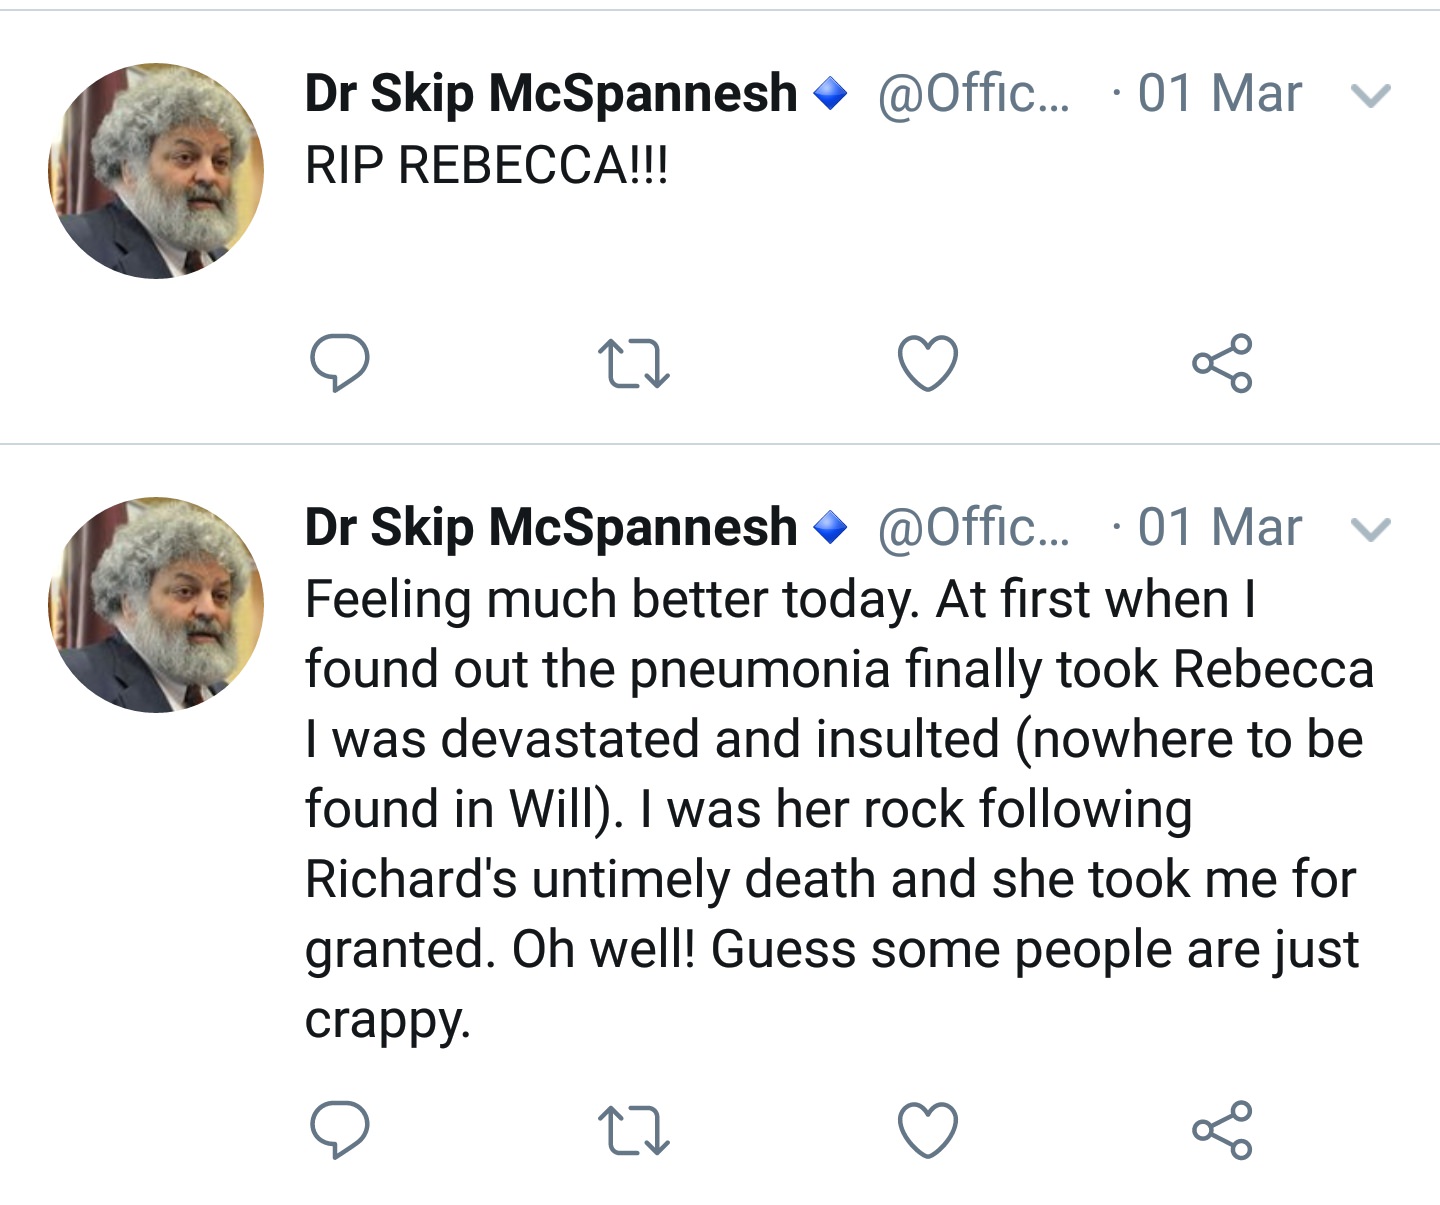 Dr Skip McSpannesh🔹 @Offic... · 01 Mar
RIP REBECCA!!!
Dr Skip McSpannesh🔹 @Offic... · 01 Mar
Feeling much better today. At first when I
found out the pneumonia finally took Rebecca
I was devastated and insulted (nowhere to be
found in Will). I was her rock following
Richard's untimely death and she took me for
granted. Oh well! Guess some people are just
crappy.